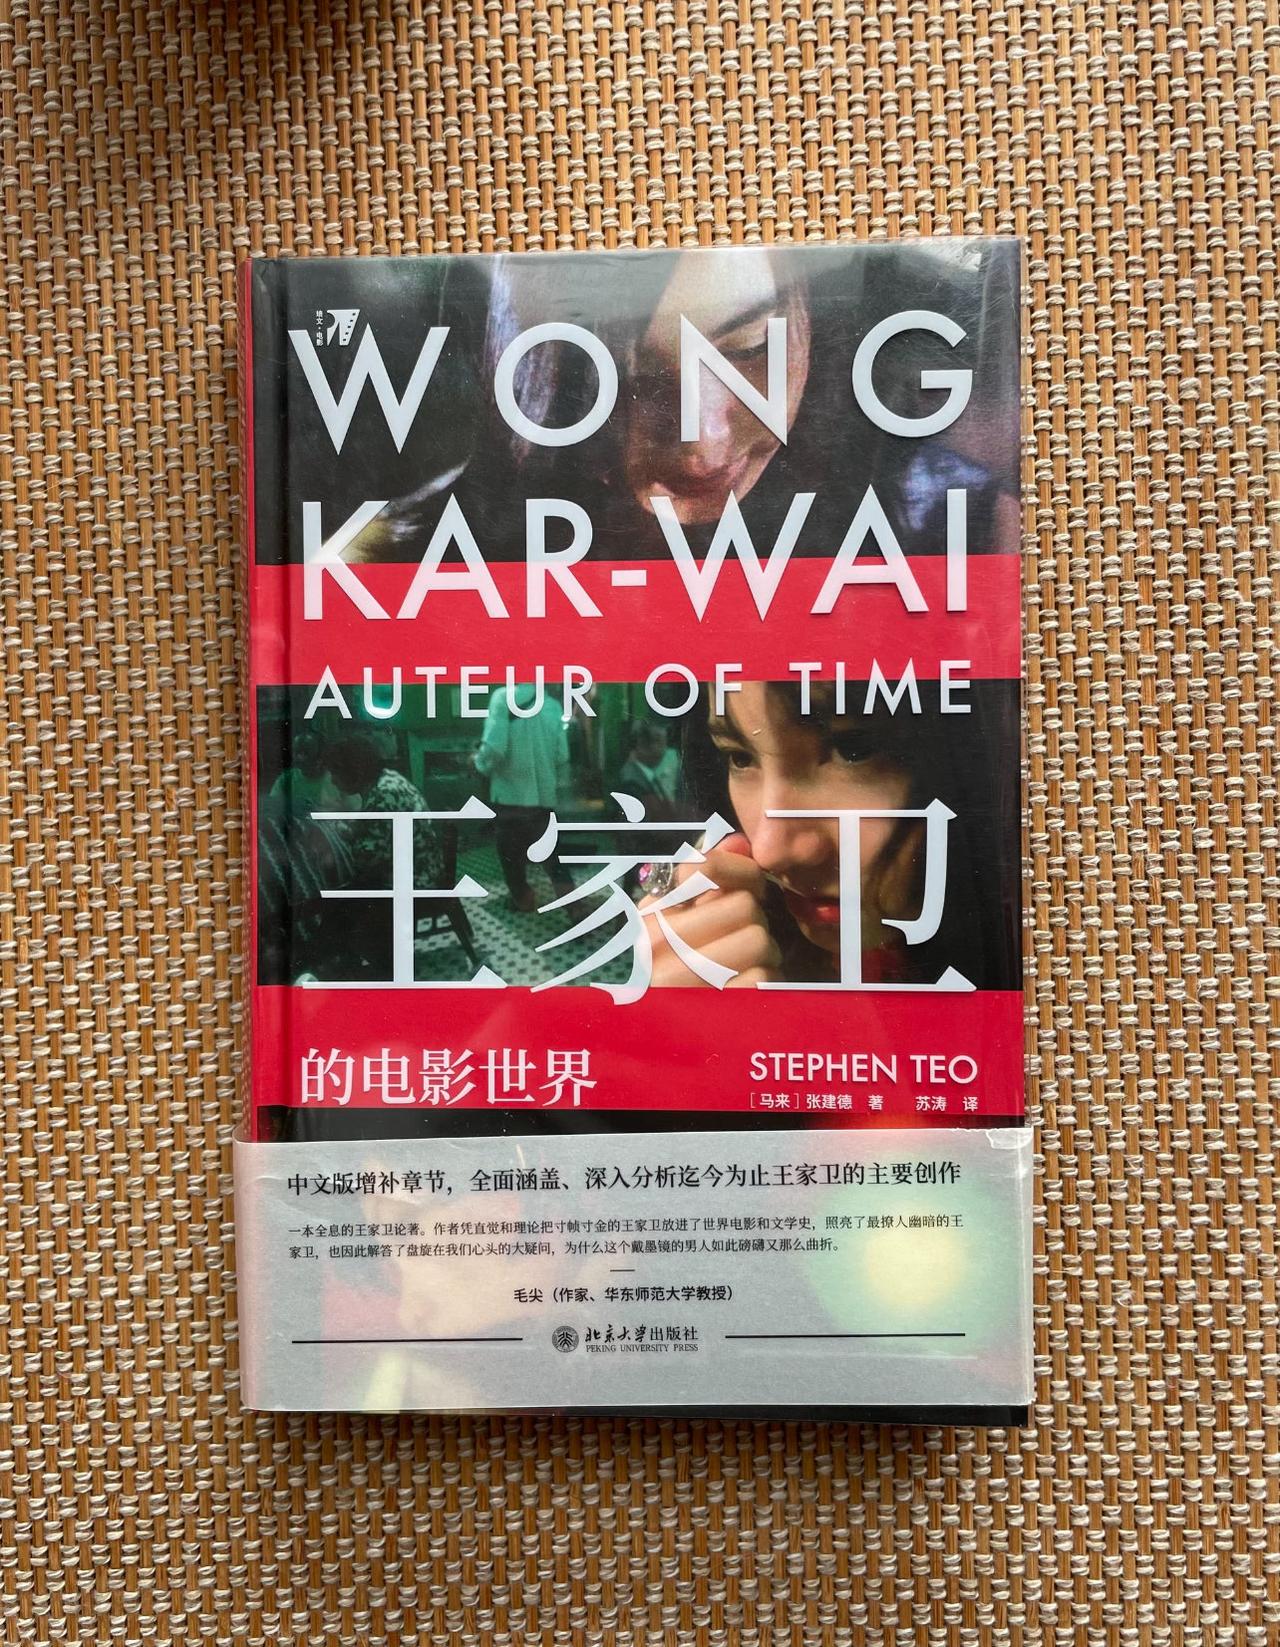 培文·电影
WONG
KAR-WAI
AUTEUR OF TIME
王家卫
的电影世界
STEPHEN TEO
［马来］张建德 著 苏涛 译
中文版增补章节，全面涵盖、深入分析迄今为止王家卫的主要创作
一本全息的王家卫论著。作者凭直觉和理论把寸帧寸金的王家卫放进了世界电影和文学史，照亮了最撩人幽暗的王
家卫，也因此解答了盘旋在我们心头的大疑问，为什么这个戴墨镜的男人如此磅礴又那么曲折。
毛尖（作家、华东师范大学教授）
北京大学出版社
PEKING UNIVERSITY PRESS